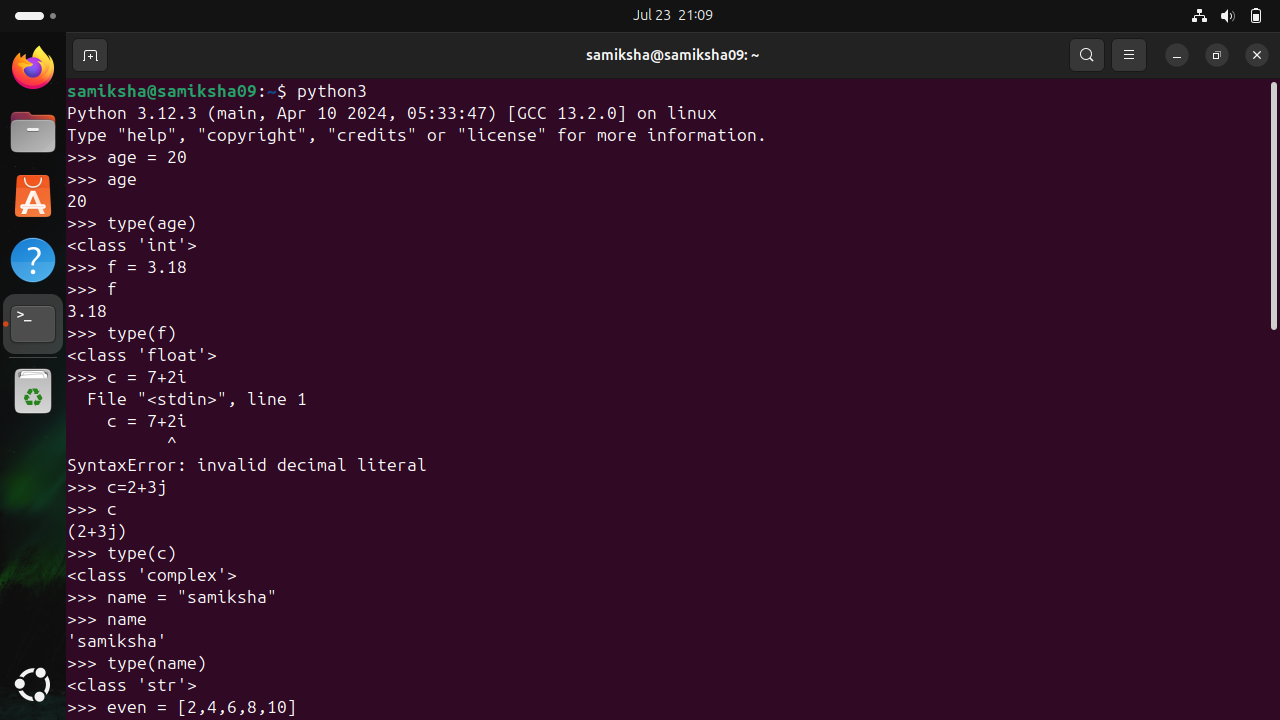 Jul 23 21:09
samiksha@samiksha09: ~
samiksha@samiksha09:~$ python3
Python 3.12.3 (main, Apr 10 2024, 05:33:47) [GCC 13.2.0] on linux
Type "help", "copyright", "credits" or "license" for more information.
>>> age = 20
>>> age
20
>>> type(age)
<class 'int'>
>>> f = 3.18
>>> f
3.18
>>> type(f)
<class 'float'>
>>> c = 7+2i
  File "<stdin>", line 1
    c = 7+2i
          ^
SyntaxError: invalid decimal literal
>>> c=2+3j
>>> c
(2+3j)
>>> type(c)
<class 'complex'>
>>> name = "samiksha"
>>> name
'samiksha'
>>> type(name)
<class 'str'>
>>> even = [2,4,6,8,10]